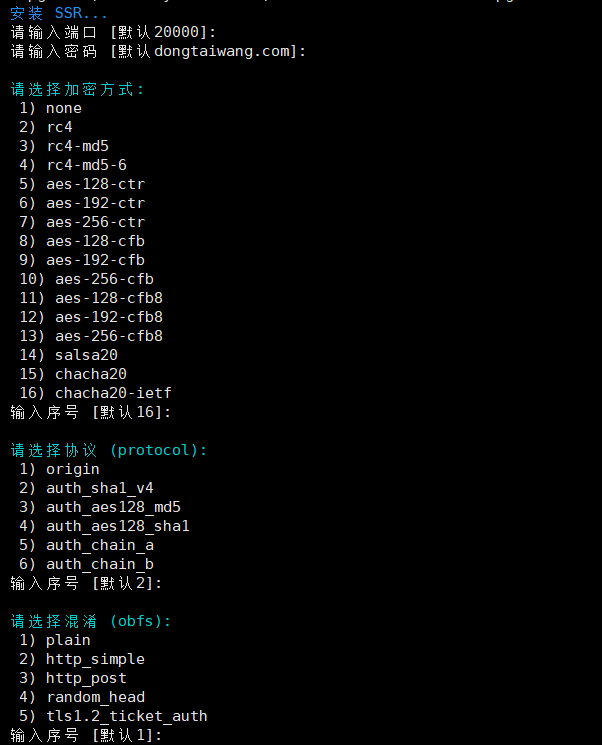 安装 SSR...
请输入端口 [默认20000]:
请输入密码 [默认dongtaiwang.com]:
请选择加密方式:
1) none
2) rc4
3) rc4-md5
4) rc4-md5-6
5) aes-128-ctr
6) aes-192-ctr
7) aes-256-ctr
8) aes-128-cfb
9) aes-192-cfb
10) aes-256-cfb
11) aes-128-cfb8
12) aes-192-cfb8
13) aes-256-cfb8
14) salsa20
15) chacha20
16) chacha20-ietf
输入序号 [默认16]:
请选择协议 (protocol):
1) origin
2) auth_sha1_v4
3) auth_aes128_md5
4) auth_aes128_sha1
5) auth_chain_a
6) auth_chain_b
输入序号 [默认2]:
请选择混淆 (obfs):
1) plain
2) http_simple
3) http_post
4) random_head
5) tls1.2_ticket_auth
输入序号 [默认1]: